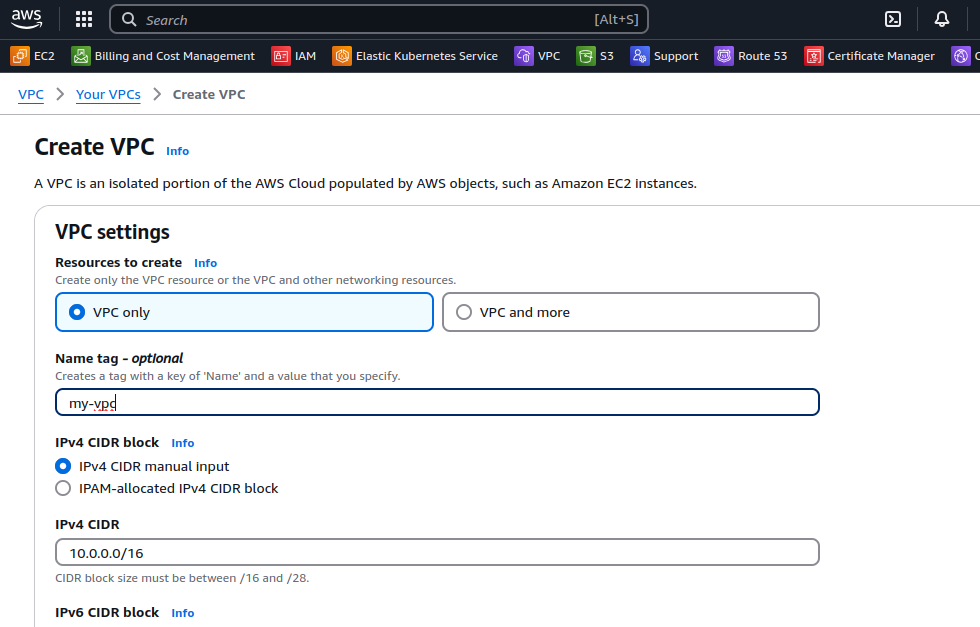 aws Search [Alt+S]
EC2 Billing and Cost Management IAM Elastic Kubernetes Service VPC S3 Support Route 53 Certificate Manager
VPC > Your VPCs > Create VPC
Create VPC Info
A VPC is an isolated portion of the AWS Cloud populated by AWS objects, such as Amazon EC2 instances.
VPC settings
Resources to create Info
Create only the VPC resource or the VPC and other networking resources.
VPC only VPC and more
Name tag - optional
Creates a tag with a key of 'Name' and a value that you specify.
my-vpc
IPv4 CIDR block Info
IPv4 CIDR manual input
IPAM-allocated IPv4 CIDR block
IPv4 CIDR
10.0.0.0/16
CIDR block size must be between /16 and /28.
IPv6 CIDR block Info